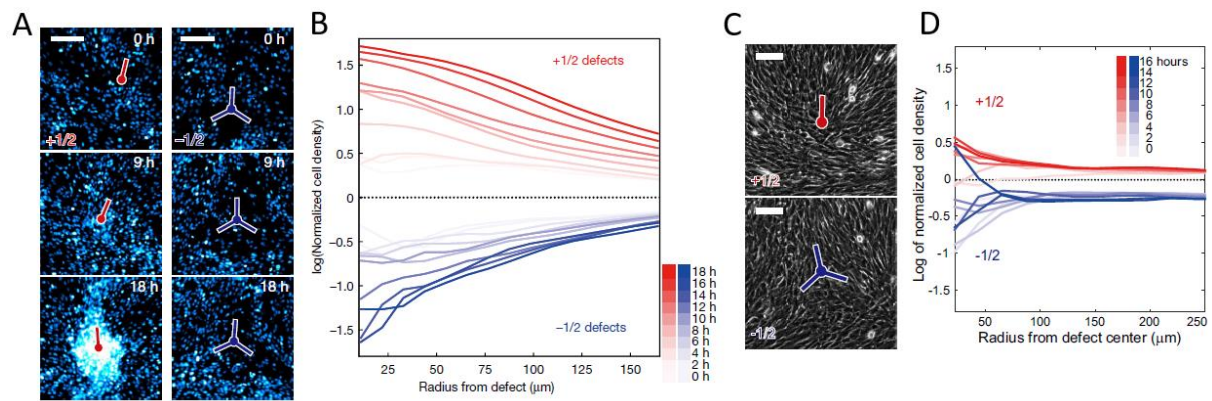 A
0 h
+1/2
0 h
−1/2
9 h
9 h
18 h
18 h
B
log(Normalized cell density)
1.5
1.0
0.5
0
−0.5
−1.0
−1.5
+1/2 defects
−1/2 defects
25
50
75
100
125
150
Radius from defect (μm)
18 h
16 h
14 h
12 h
10 h
8 h
6 h
4 h
2 h
0 h
C
+1/2
-1/2
D
Log of normalized cell density
1.5
1
0.5
0
-0.5
-1
-1.5
+1/2
-1/2
16 hours
14
12
10
8
6
4
2
0
50
100
150
200
250
Radius from defect center (μm)